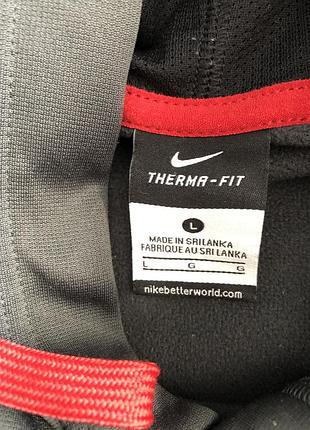 THERMA-FIT
L
MADE IN SRI LANKA
FABRIQUE AU SRI LANKA
L G G
nikebetterworld.com